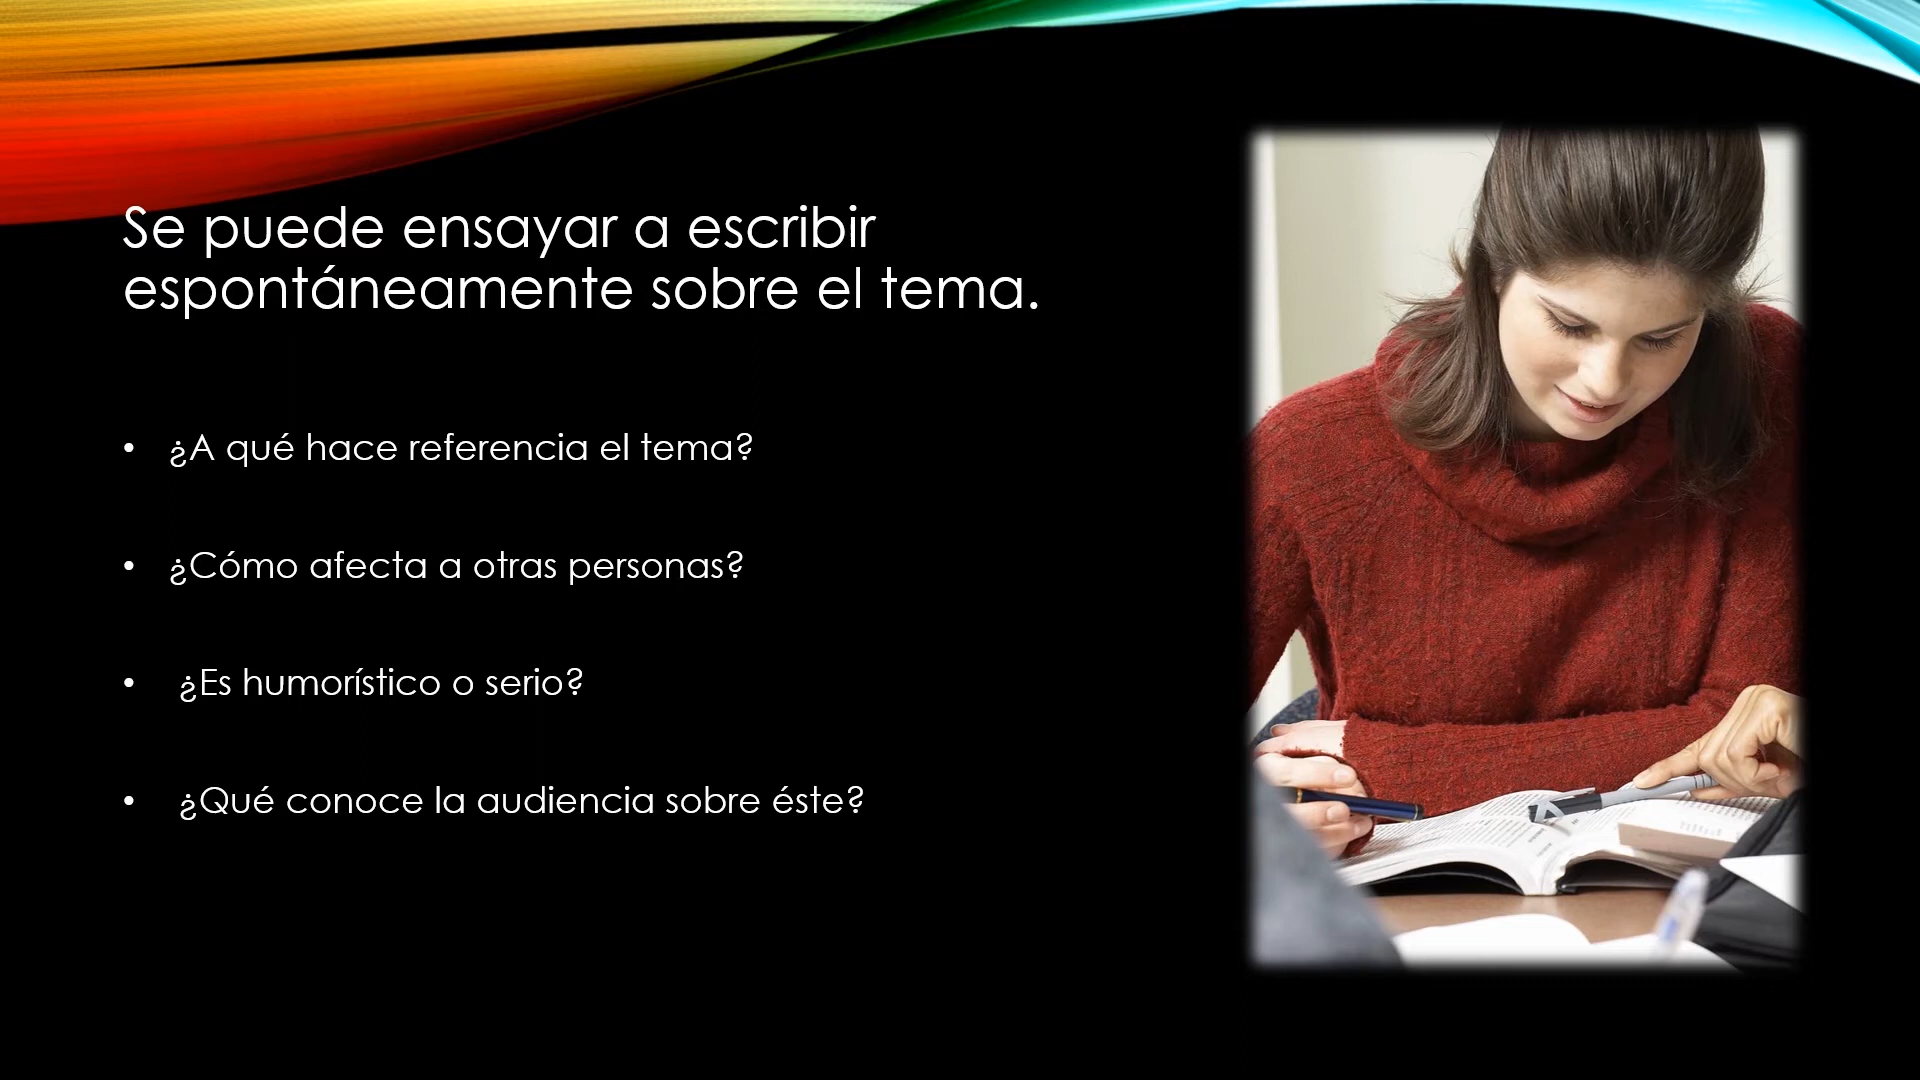 Se puede ensayar a escribir
espontáneamente sobre el tema.
• ¿A qué hace referencia el tema?
• ¿Cómo afecta a otras personas?
• ¿Es humorístico o serio?
• ¿Qué conoce la audiencia sobre éste?